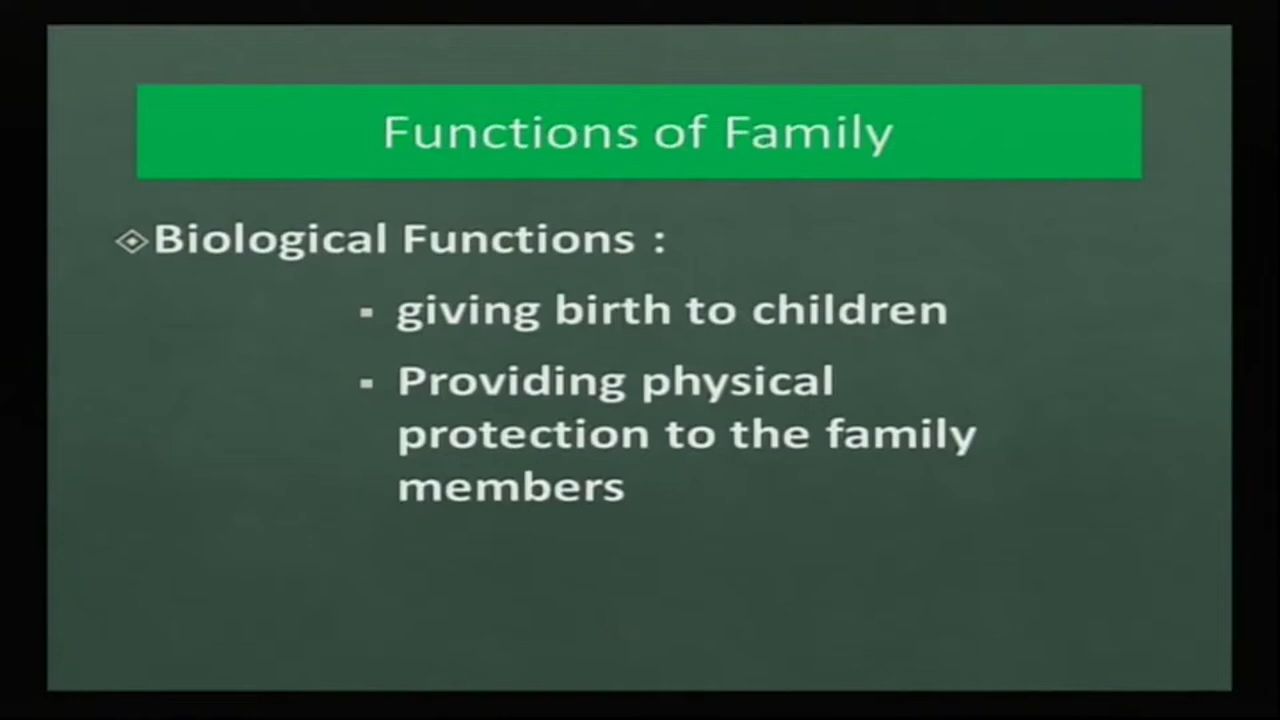 Functions of Family
Biological Functions :
▪ giving birth to children
▪ Providing physical
protection to the family
members